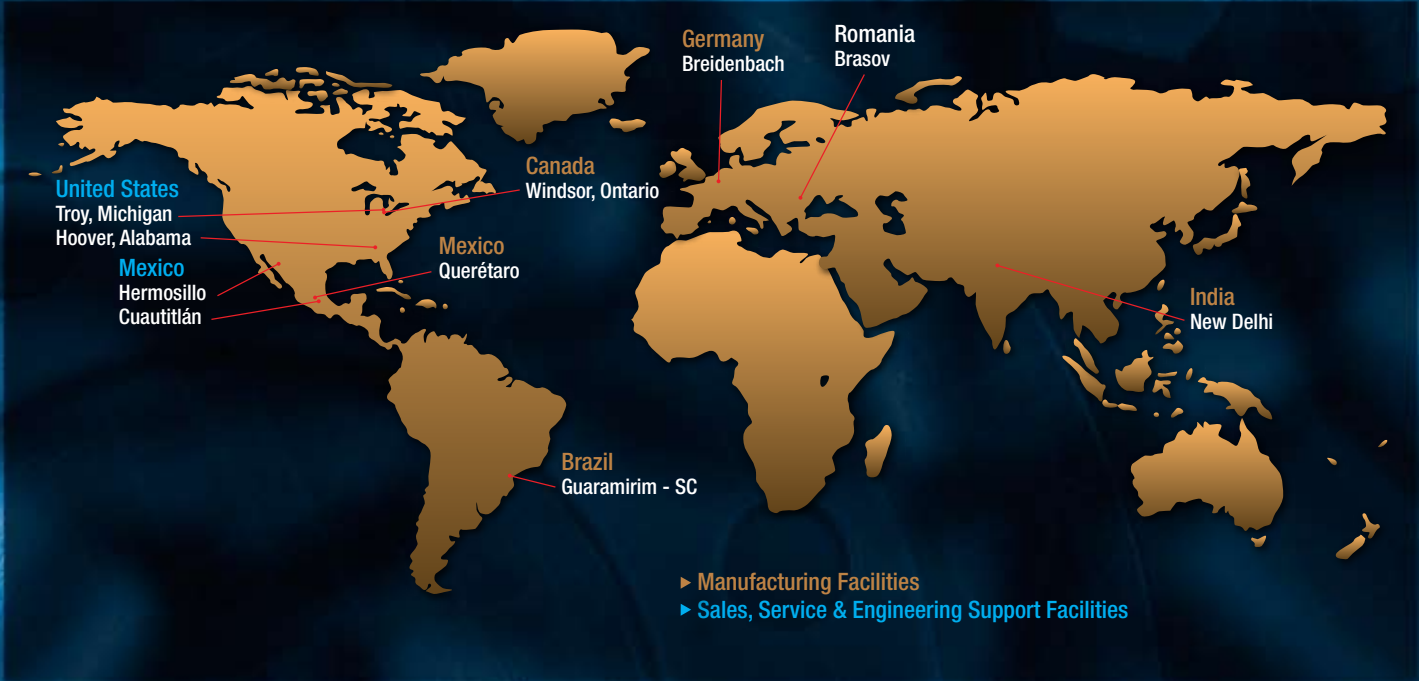 Germany
Breidenbach
Romania
Brasov
Canada
Windsor, Ontario
United States
Troy, Michigan
Hoover, Alabama
Mexico
Hermosillo
Cuautitlán
Mexico
Querétaro
India
New Delhi
Brazil
Guaramirim - SC
▸ Manufacturing Facilities
▸ Sales, Service & Engineering Support Facilities